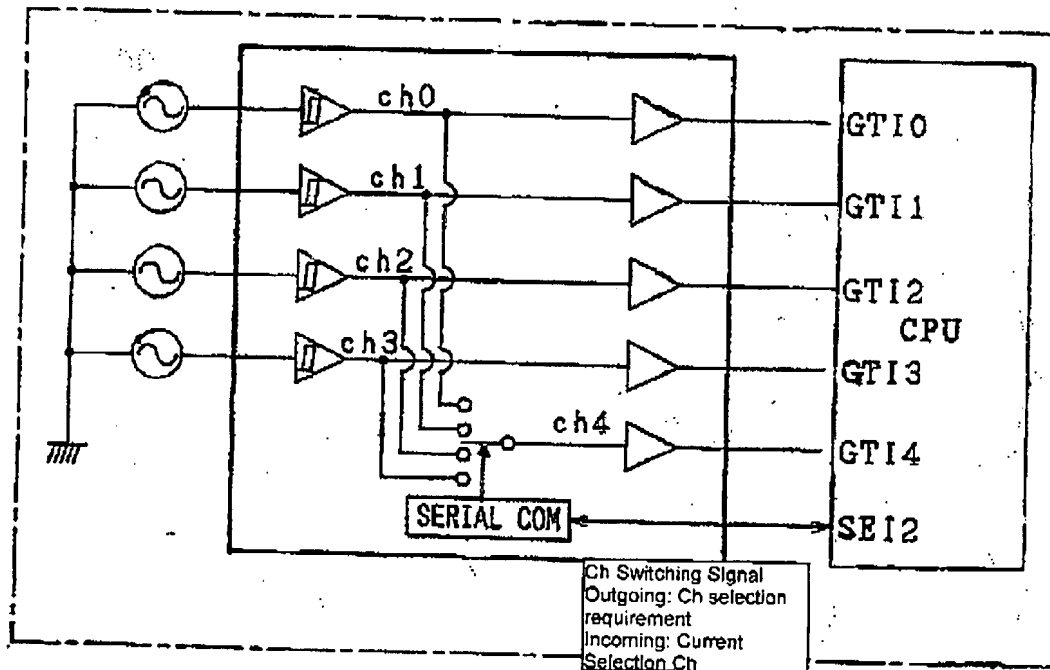 ch0
GTI0
ch1
GTI1
ch2
GTI2
CPU
ch3
GTI3
ch4
GTI4
SERIAL COM
SEI2
Ch Switching Signal
Outgoing: Ch selection
requirement
Incoming: Current
Selection Ch